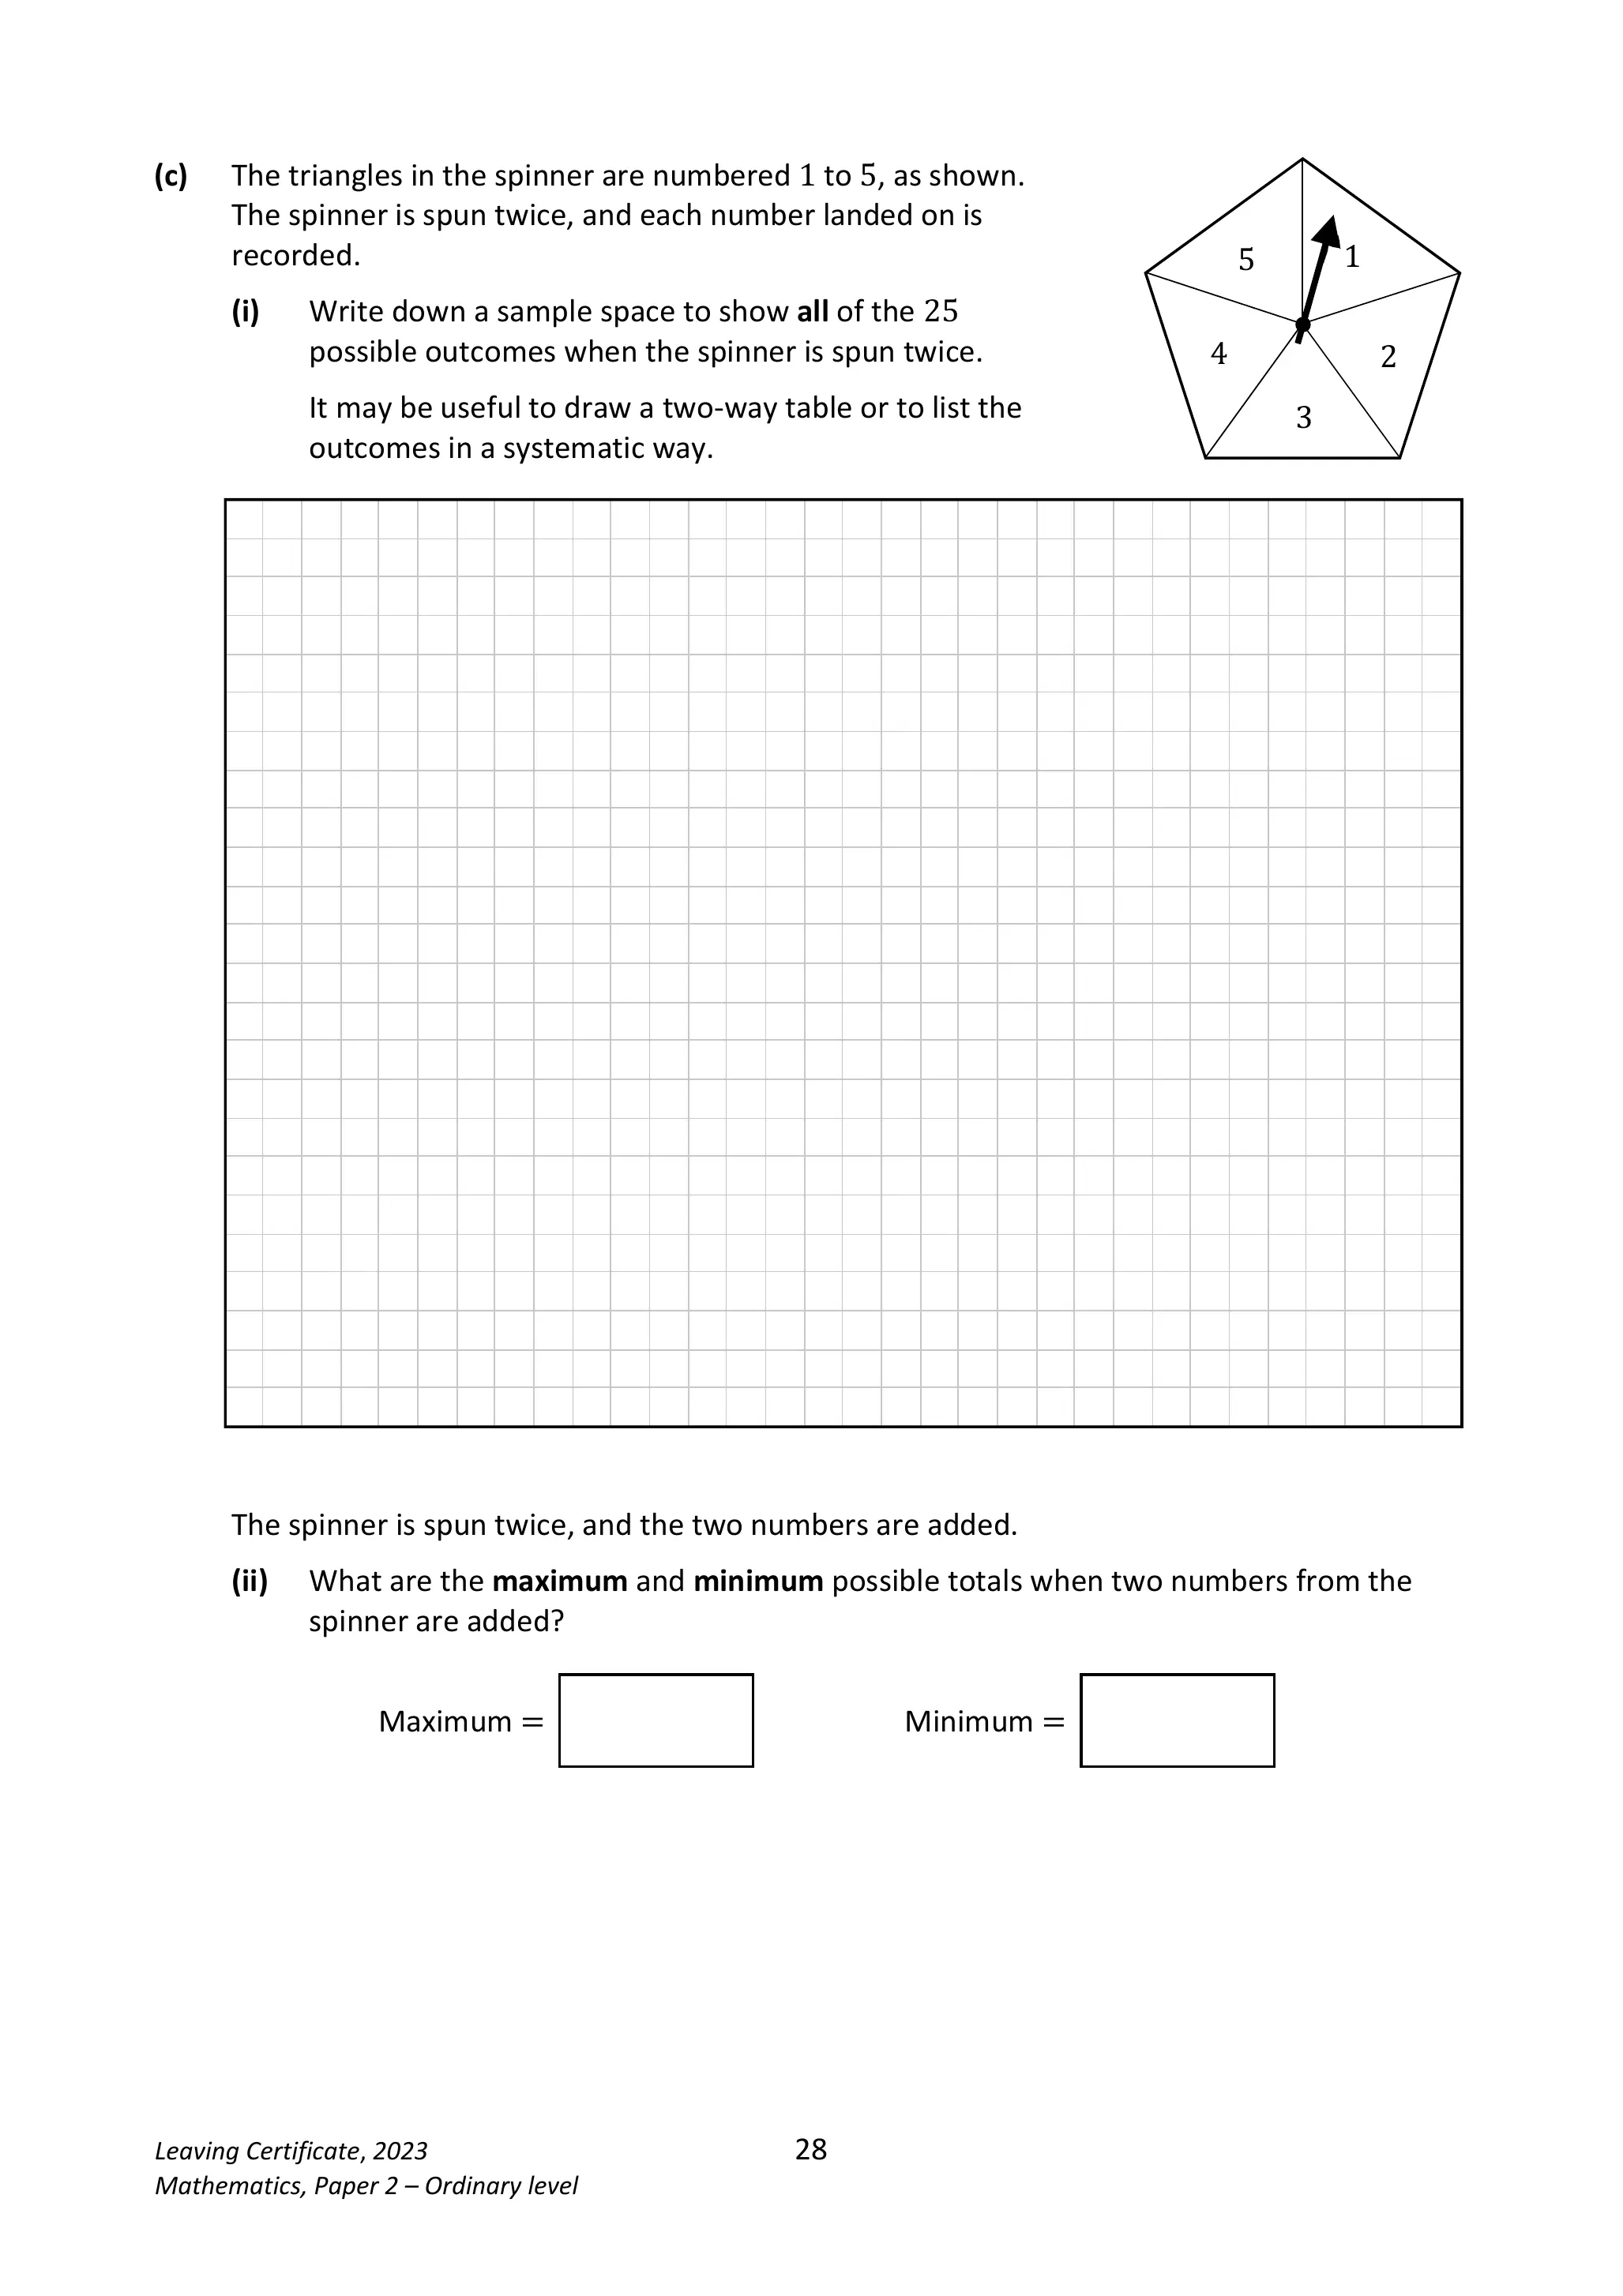 (c) The triangles in the spinner are numbered 1 to 5, as shown.
The spinner is spun twice, and each number landed on is
recorded.
(i) Write down a sample space to show all of the 25
possible outcomes when the spinner is spun twice.
It may be useful to draw a two-way table or to list the
outcomes in a systematic way.
5 1
4 2
3
The spinner is spun twice, and the two numbers are added.
(ii) What are the maximum and minimum possible totals when two numbers from the
spinner are added?
Maximum = Minimum =
Leaving Certificate, 2023 28
Mathematics, Paper 2 – Ordinary level